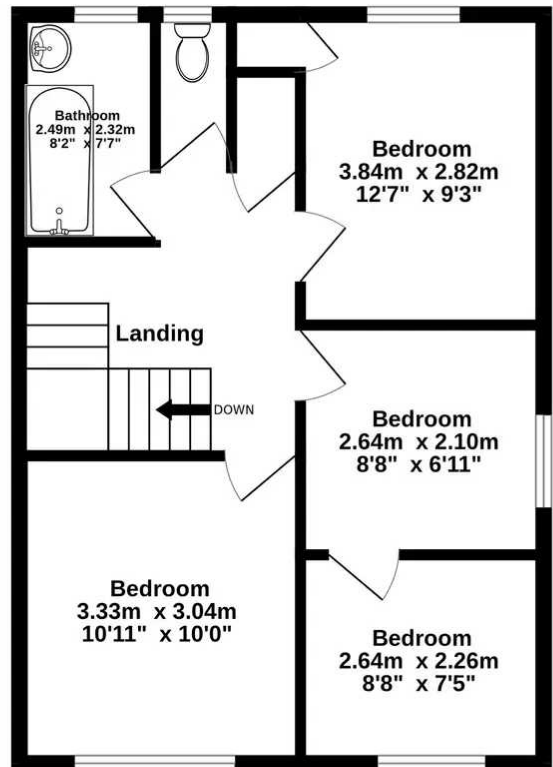 Bathroom
2.49m x 2.32m
8'2" x 7'7"
Bedroom
3.84m x 2.82m
12'7" x 9'3"
Landing
DOWN
Bedroom
2.64m x 2.10m
8'8" x 6'11"
Bedroom
3.33m x 3.04m
10'11" x 10'0"
Bedroom
2.64m x 2.26m
8'8" x 7'5"